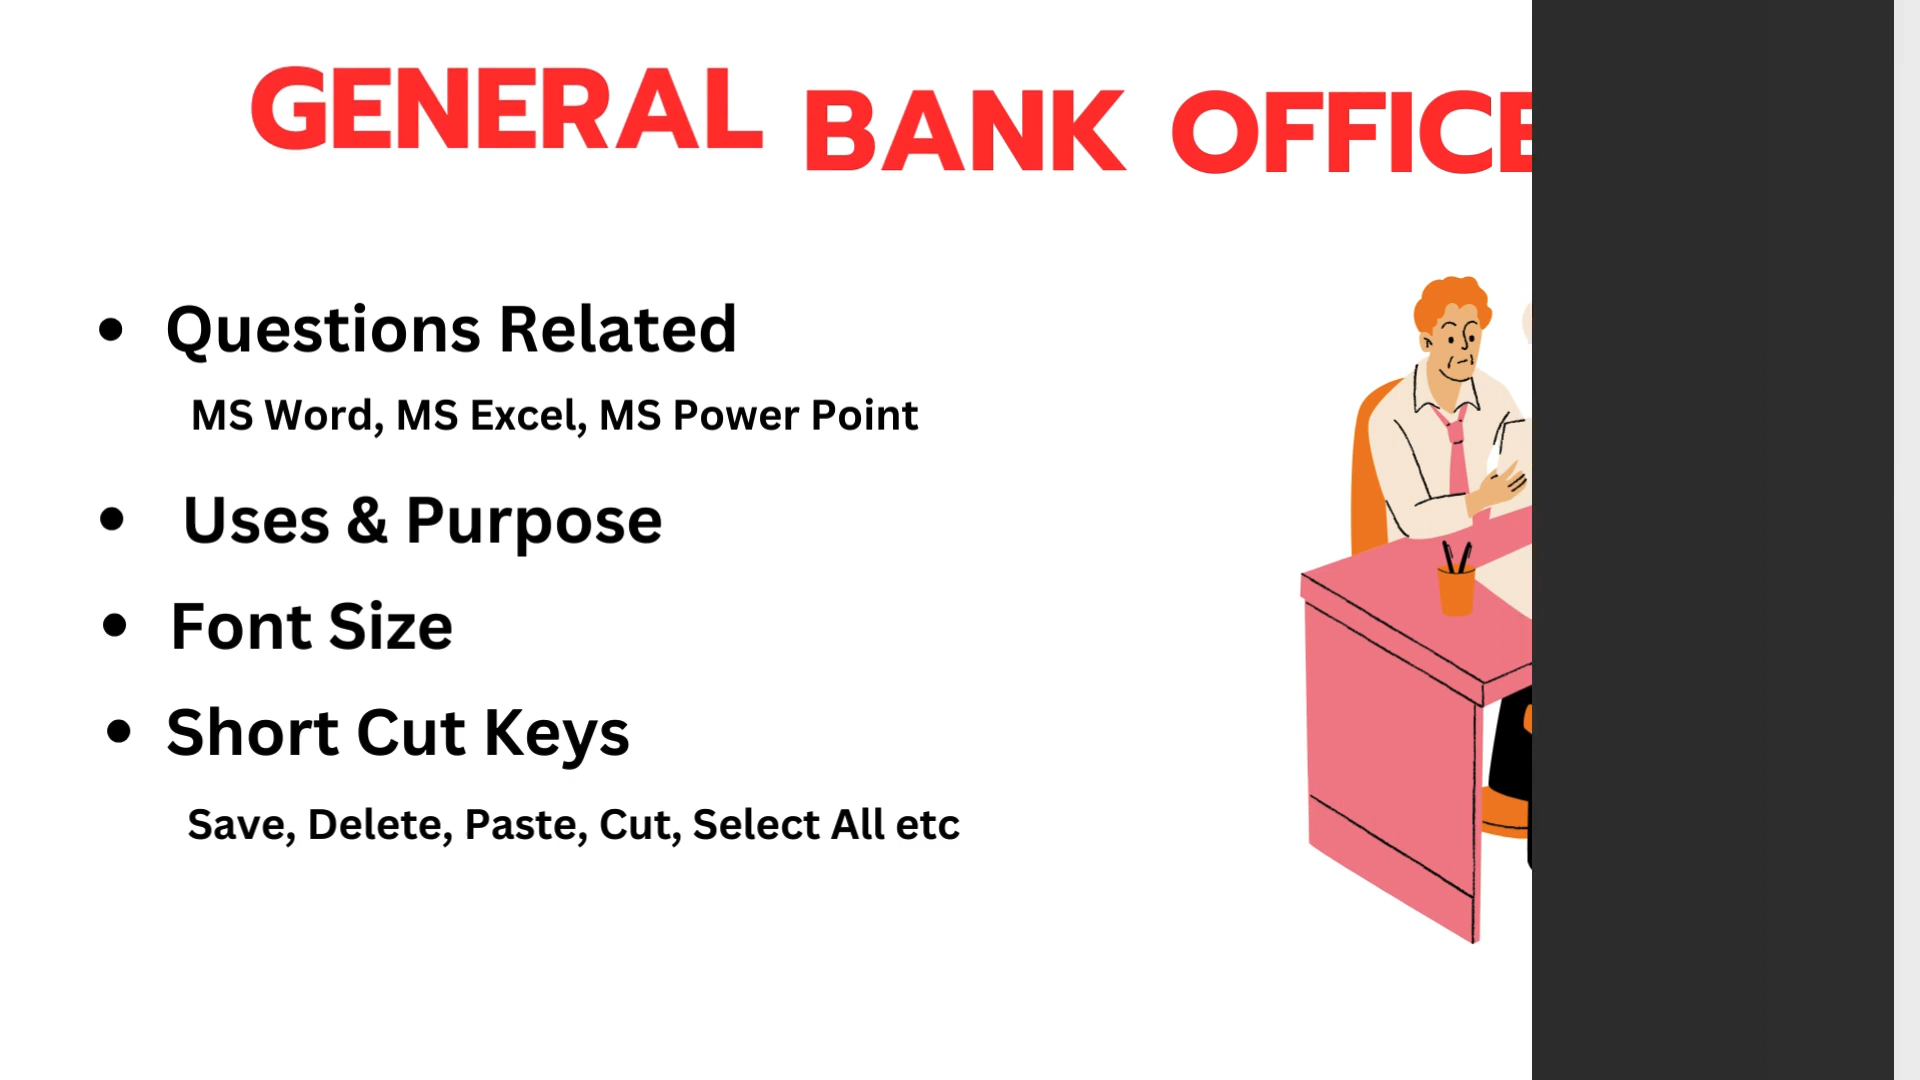 GENERAL BANK OFFICE
• Questions Related
MS Word, MS Excel, MS Power Point
• Uses & Purpose
• Font Size
• Short Cut Keys
Save, Delete, Paste, Cut, Select All etc